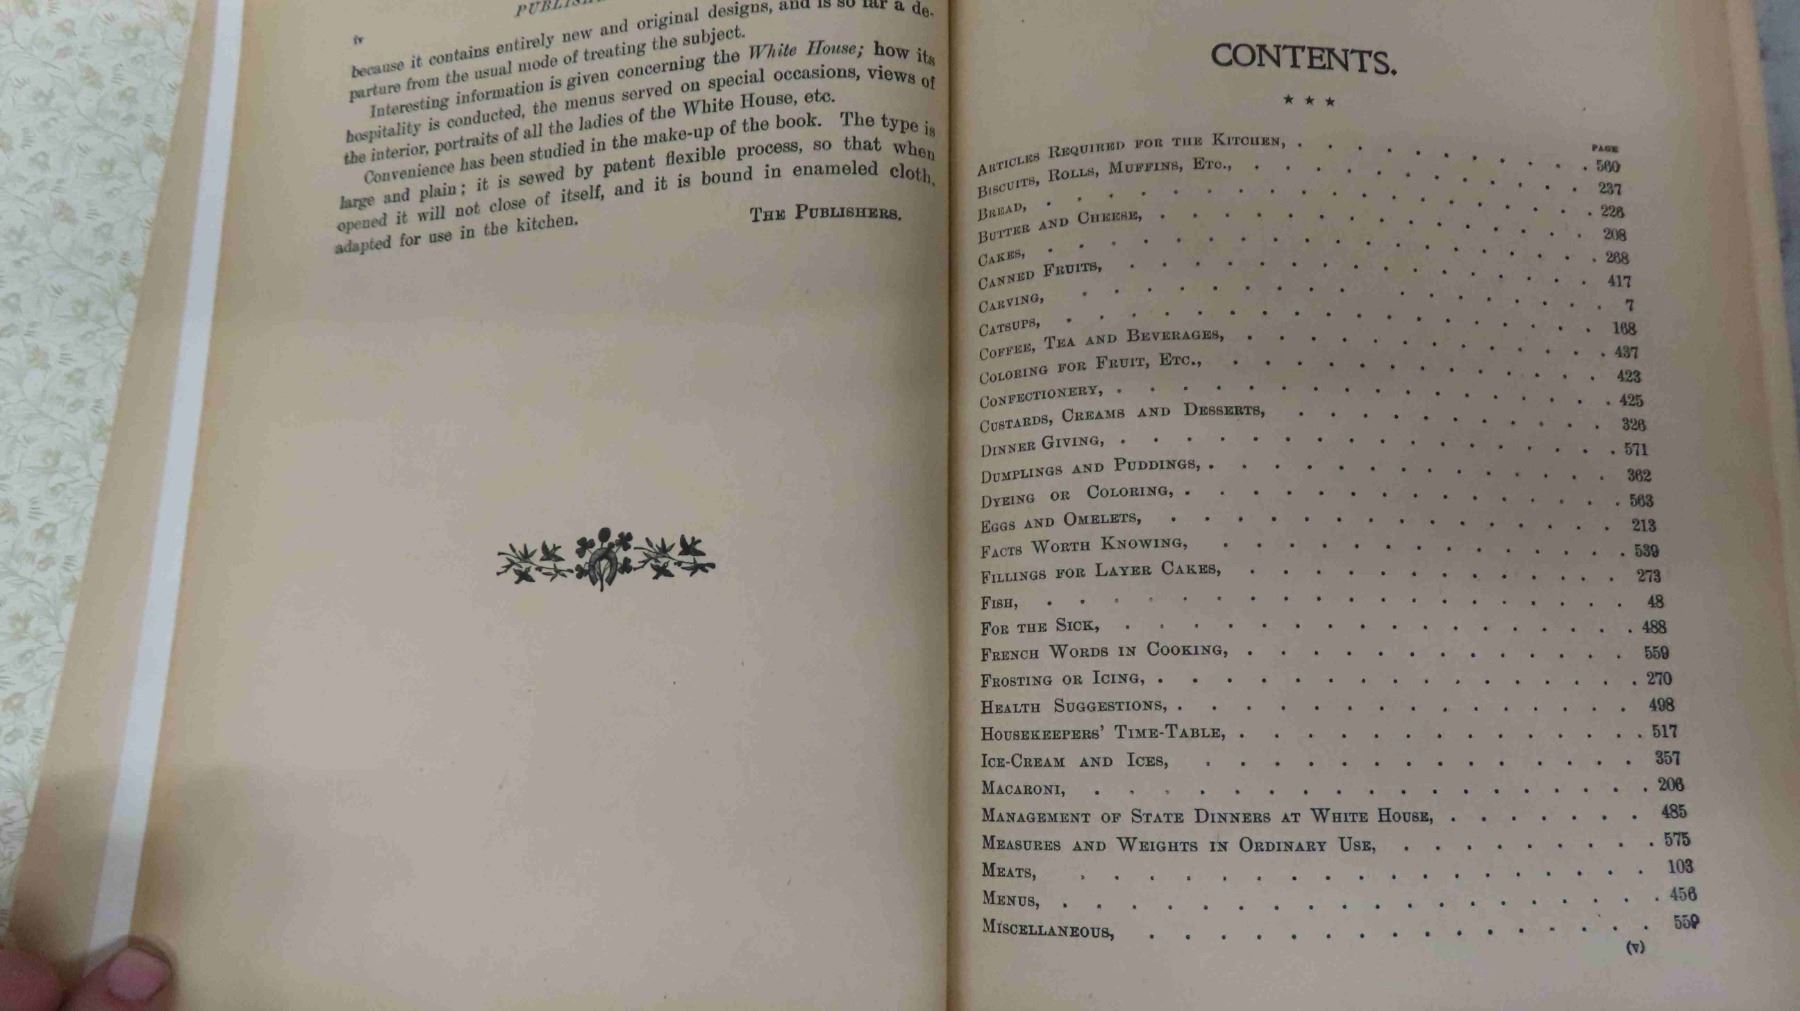 iv
because it contains entirely new and original designs, and is so far a de-
parture from the usual mode of treating the subject.
Interesting information is given concerning the White House; how its
hospitality is conducted, the menus served on special occasions, views of
the interior, portraits of all the ladies of the White House, etc.
Convenience has been studied in the make-up of the book. The type is
large and plain; it is sewed by patent flexible process, so that when
opened it will not close of itself, and it is bound in enameled cloth,
adapted for use in the kitchen.
THE PUBLISHERS.
CONTENTS.
* * *
PAGE
ARTICLES REQUIRED FOR THE KITCHEN, . . . . . 560
BISCUITS, ROLLS, MUFFINS, ETC., . . . . . 237
BREAD, . . . . . 226
BUTTER AND CHEESE, . . . . . 208
CAKES, . . . . . 268
CANNED FRUITS, . . . . . 417
CARVING, . . . . . 7
CATSUPS, . . . . . 168
COFFEE, TEA AND BEVERAGES, . . . . . 437
COLORING FOR FRUIT, ETC., . . . . . 423
CONFECTIONERY, . . . . . 425
CUSTARDS, CREAMS AND DESSERTS, . . . . . 326
DINNER GIVING, . . . . . 571
DUMPLINGS AND PUDDINGS, . . . . . 362
DYEING OR COLORING, . . . . . 563
EGGS AND OMELETS, . . . . . 213
FACTS WORTH KNOWING, . . . . . 539
FILLINGS FOR LAYER CAKES, . . . . . 273
FISH, . . . . . 48
FOR THE SICK, . . . . . 488
FRENCH WORDS IN COOKING, . . . . . 559
FROSTING OR ICING, . . . . . 270
HEALTH SUGGESTIONS, . . . . . 498
HOUSEKEEPERS' TIME-TABLE, . . . . . 517
ICE-CREAM AND ICES, . . . . . 357
MACARONI, . . . . . 206
MANAGEMENT OF STATE DINNERS AT WHITE HOUSE, . . . . . 485
MEASURES AND WEIGHTS IN ORDINARY USE, . . . . . 575
MEATS, . . . . . 103
MENUS, . . . . . 456
MISCELLANEOUS, . . . . . 559
(v)